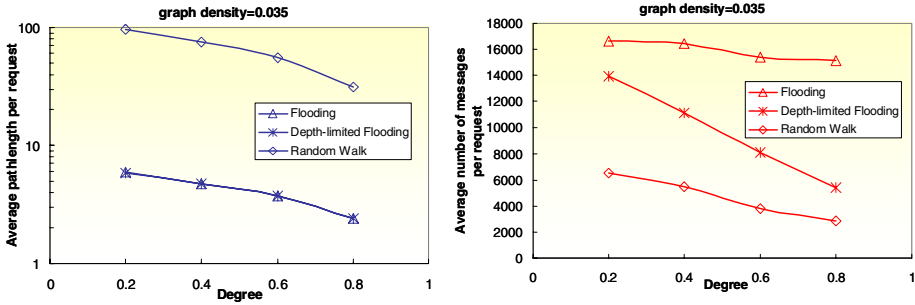 graph density=0.035
Average pathlength per request
100
10
1
0
0.2
0.4
0.6
0.8
1
Degree
Flooding
Depth-limited Flooding
Random Walk
graph density=0.035
Average number of messages
per request
18000
16000
14000
12000
10000
8000
6000
4000
2000
0
0
0.2
0.4
0.6
0.8
1
Degree
Flooding
Depth-limited Flooding
Random Walk